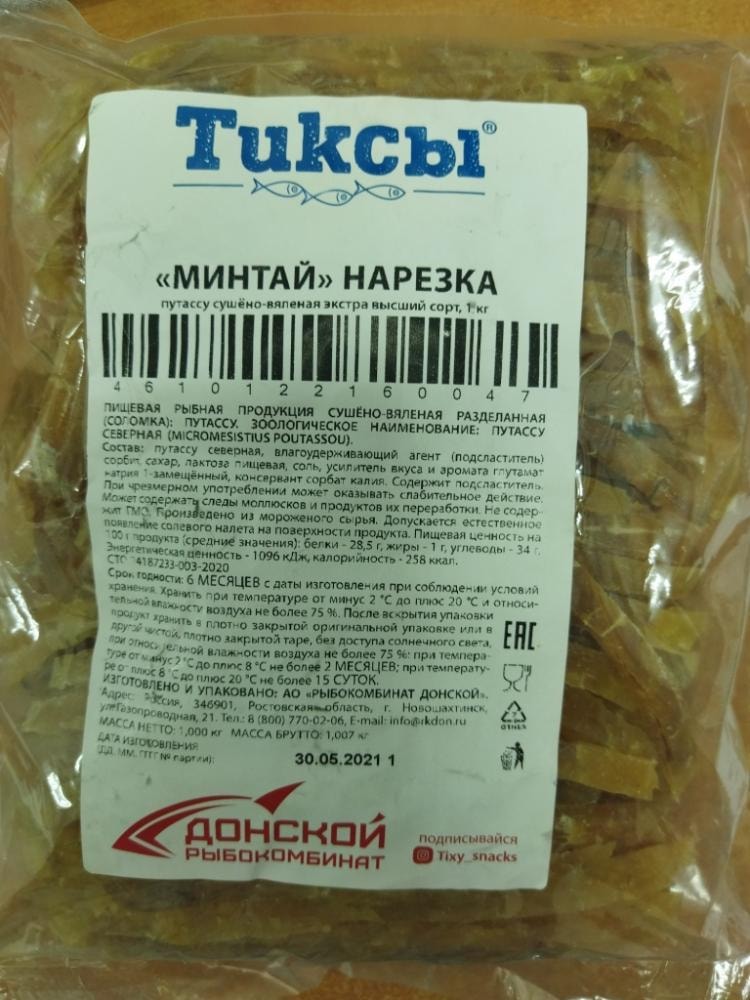 Тиксы®
«МИНТАЙ» НАРЕЗКА
путассу сушёно-вяленая экстра высший сорт, 1 кг
4610122160047
ПИЩЕВАЯ РЫБНАЯ ПРОДУКЦИЯ СУШЁНО-ВЯЛЕНАЯ РАЗДЕЛАННАЯ
(СОЛОМКА): ПУТАССУ. ЗООЛОГИЧЕСКОЕ НАИМЕНОВАНИЕ: ПУТАССУ
СЕВЕРНАЯ (MICROMESISTIUS POUTASSOU).
Состав: путассу северная, влагоудерживающий агент (подсластитель)
сорбит, сахар, лактоза пищевая, соль, усилитель вкуса и аромата глутамат
натрия 1-замещённый, консервант сорбат калия. Содержит подсластитель.
При чрезмерном употреблении может оказывать слабительное действие.
Может содержать следы моллюсков и продуктов их переработки. Не содер-
жит ГМО. Произведено из мороженого сырья. Допускается естественное
появление солевого налета на поверхности продукта. Пищевая ценность на
100 г продукта (средние значения): белки - 28,5 г, жиры - 1 г, углеводы - 34 г.
Энергетическая ценность - 1096 кДж, калорийность - 258 ккал.
СТО 4187233-003-2020
Срок годности: 6 МЕСЯЦЕВ с даты изготовления при соблюдении условий
хранения. Хранить при температуре от минус 2 °С до плюс 20 °С и относи-
тельной влажности воздуха не более 75 %. После вскрытия упаковки
продукт хранить в плотно закрытой оригинальной упаковке или в
другой чистой, плотно закрытой таре, без доступа солнечного света,
при относительной влажности воздуха не более 75 %: при темпера-
туре от минус 2 °С до плюс 8 °С не более 2 МЕСЯЦЕВ; при температу-
ре от плюс 8 °С до плюс 20 °С не более 15 СУТОК.
ИЗГОТОВЛЕНО И УПАКОВАНО: АО «РЫБОКОМБИНАТ ДОНСКОЙ».
Адрес: Россия, 346901, Ростовская область, г. Новошахтинск,
ул.Газопроводная, 21. Тел.: 8 (800) 770-02-06, E-mail: info@rkdon.ru
МАССА НЕТТО: 1,000 кг МАССА БРУТТО: 1,007 кг
ДАТА ИЗГОТОВЛЕНИЯ
(ДД. ММ. ГГГГ № партии):
30.05.2021 1
EAC
7
OTHER
ДОНСКОЙ
РЫБОКОМБИНАТ
подписывайся
Tixy_snacks